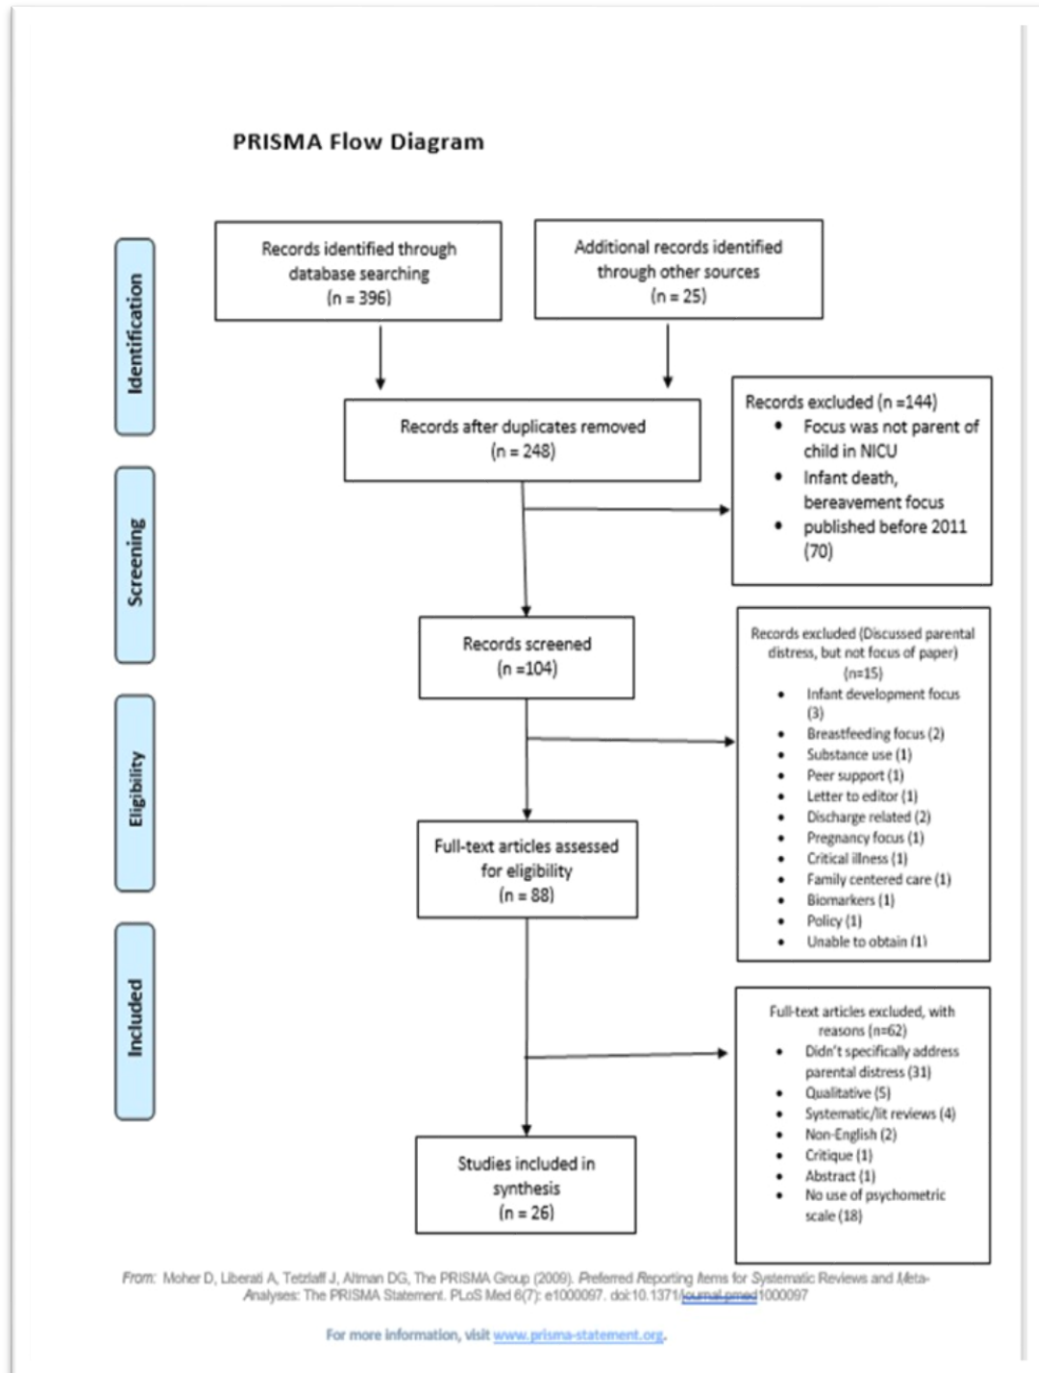 PRISMA Flow Diagram
Identification
Records identified through
database searching
(n = 396)
Additional records identified
through other sources
(n = 25)
Records after duplicates removed
(n = 248)
Records excluded (n =144)
• Focus was not parent of
child in NICU
• Infant death,
bereavement focus
• published before 2011
(70)
Screening
Records screened
(n =104)
Records excluded (Discussed parental
distress, but not focus of paper)
(n=15)
• Infant development focus
(3)
• Breastfeeding focus (2)
• Substance use (1)
• Peer support (1)
• Letter to editor (1)
• Discharge related (2)
• Pregnancy focus (1)
• Critical illness (1)
• Family centered care (1)
• Biomarkers (1)
• Policy (1)
• Unable to obtain (1)
Eligibility
Full-text articles assessed
for eligibility
(n = 88)
Full-text articles excluded, with
reasons (n=62)
• Didn't specifically address
parental distress (31)
• Qualitative (5)
• Systematic/lit reviews (4)
• Non-English (2)
• Critique (1)
• Abstract (1)
• No use of psychometric
scale (18)
Included
Studies included in
synthesis
(n = 26)
From: Moher D, Liberati A, Tetzlaff J, Altman DG, The PRISMA Group (2009). Preferred Reporting Items for Systematic Reviews and Meta-
Analyses: The PRISMA Statement. PLoS Med 6(7): e1000097. doi:10.1371/journal.pmed1000097
For more information, visit www.prisma-statement.org.